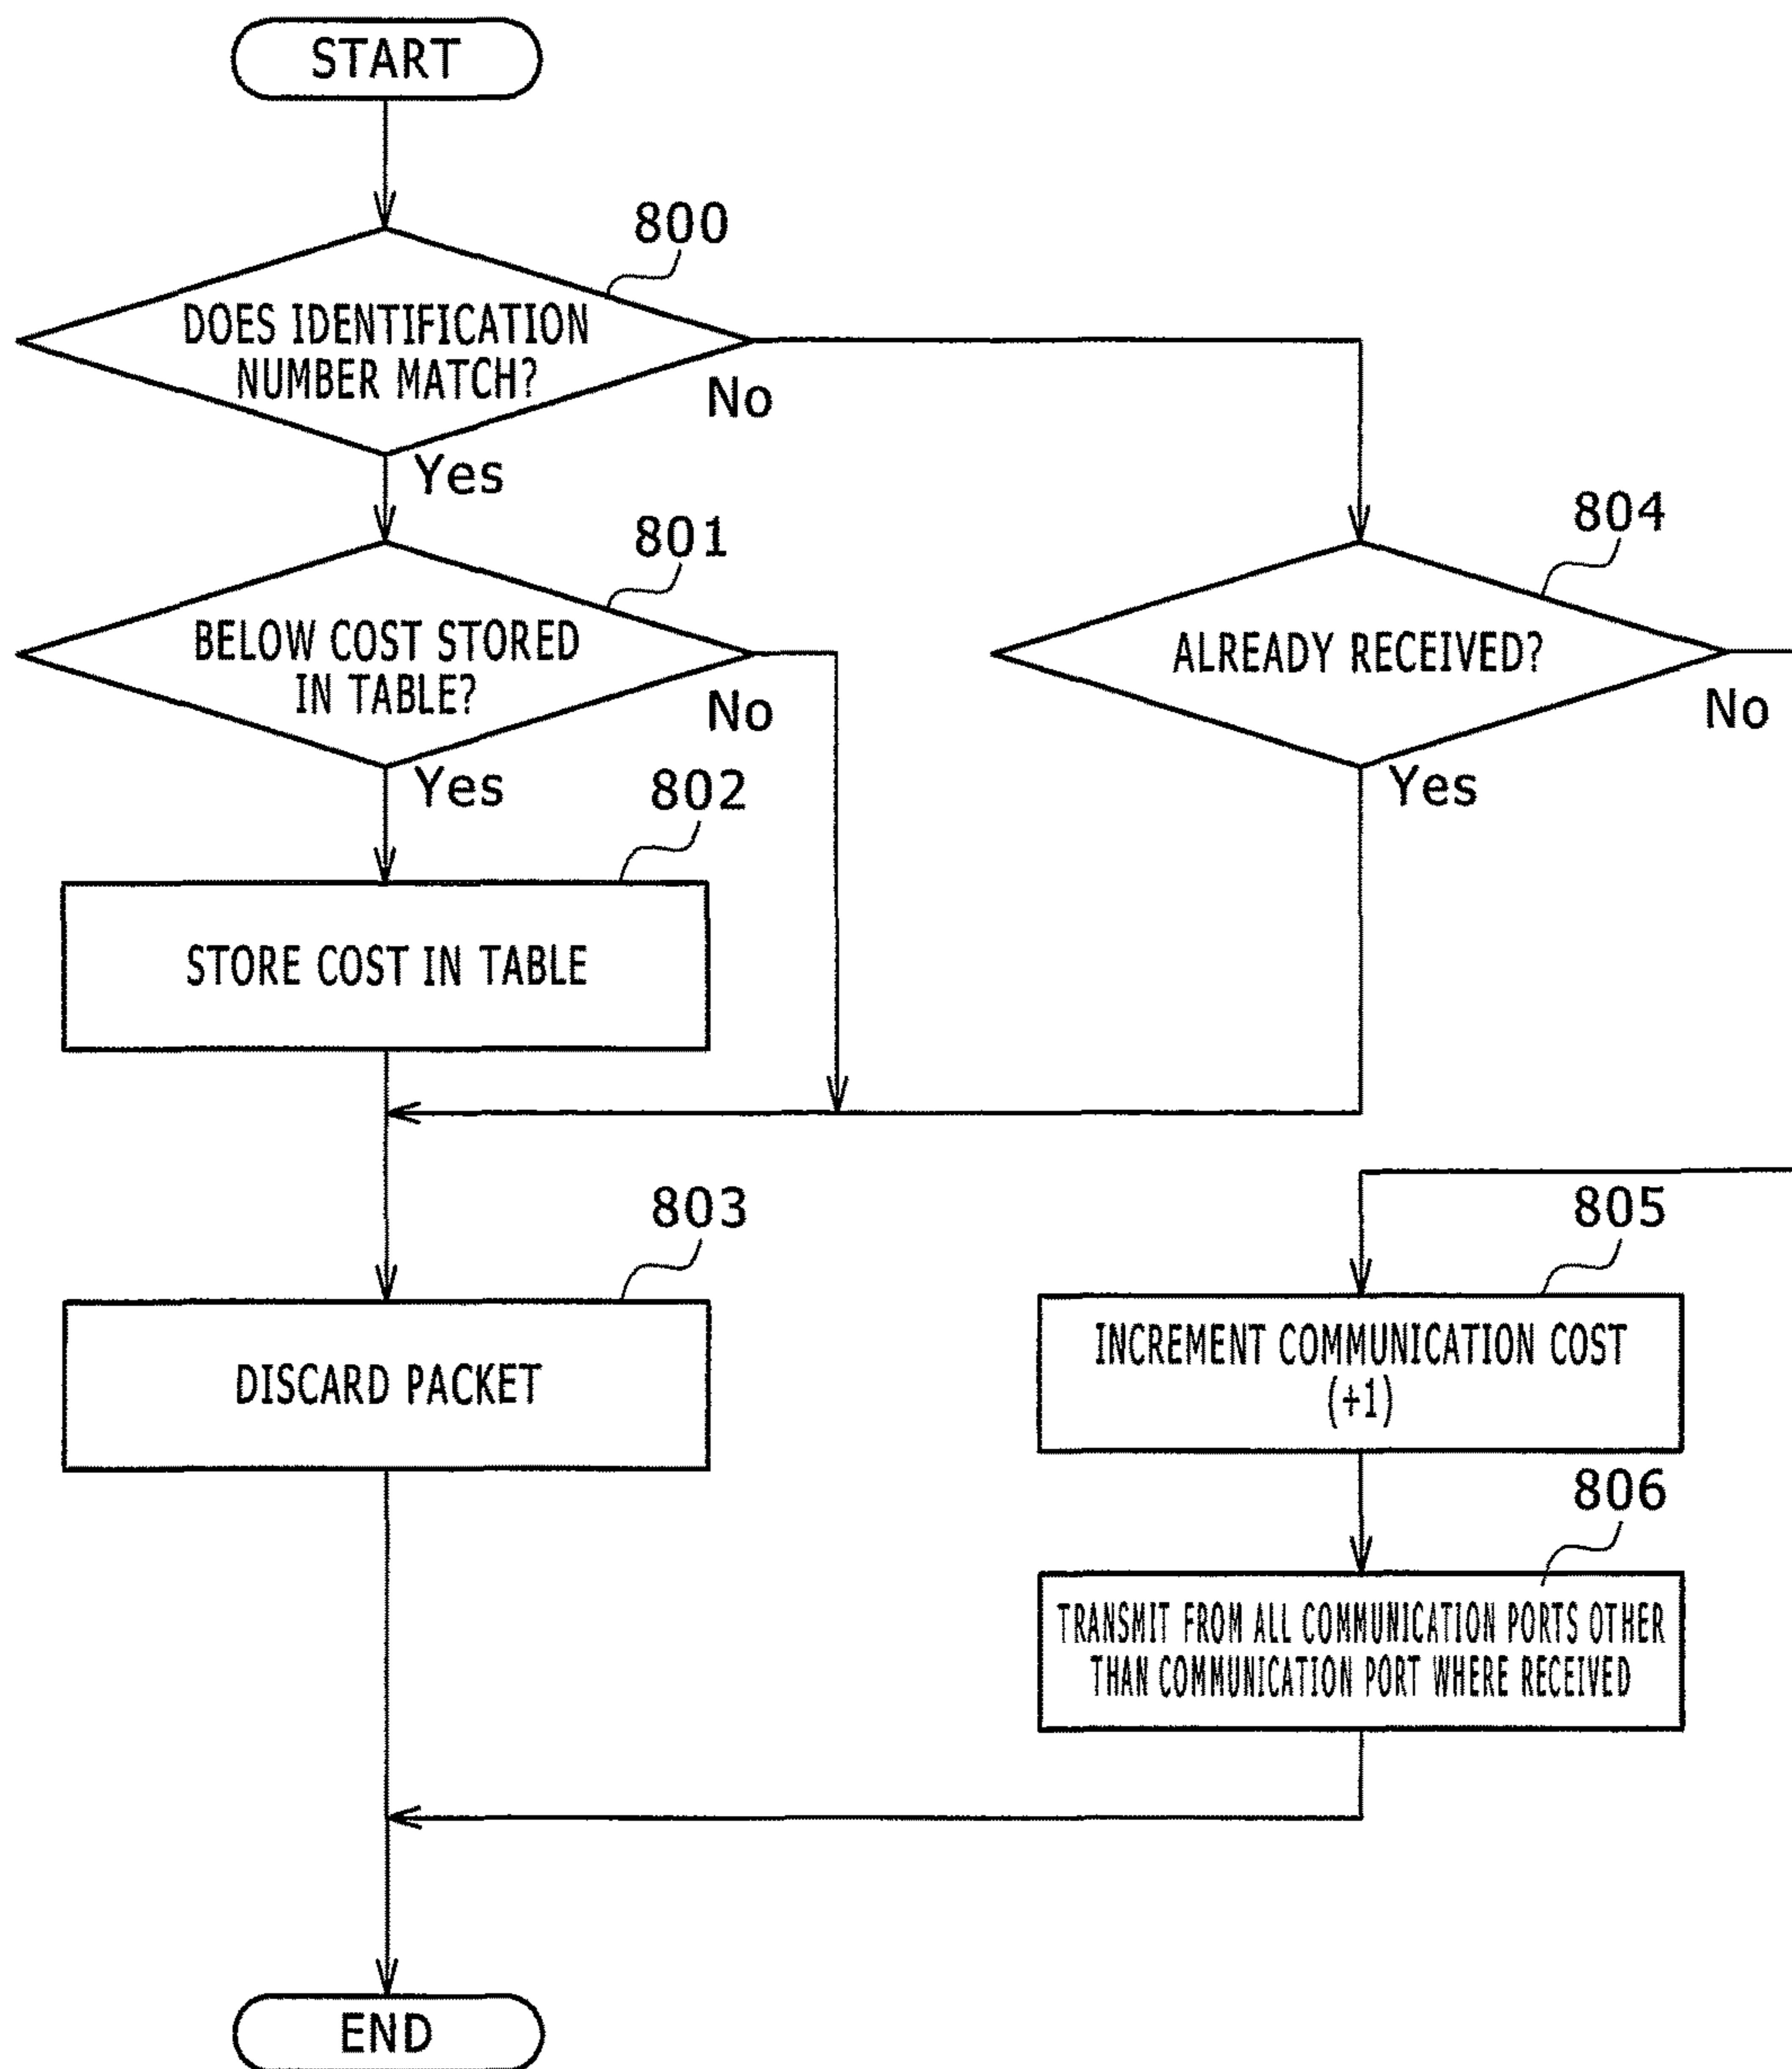 START
800
DOES IDENTIFICATION
NUMBER MATCH?
No
Yes
801
BELOW COST STORED
IN TABLE?
No
Yes
802
STORE COST IN TABLE
804
ALREADY RECEIVED?
No
Yes
803
DISCARD PACKET
805
INCREMENT COMMUNICATION COST
(+1)
806
TRANSMIT FROM ALL COMMUNICATION PORTS OTHER
THAN COMMUNICATION PORT WHERE RECEIVED
END